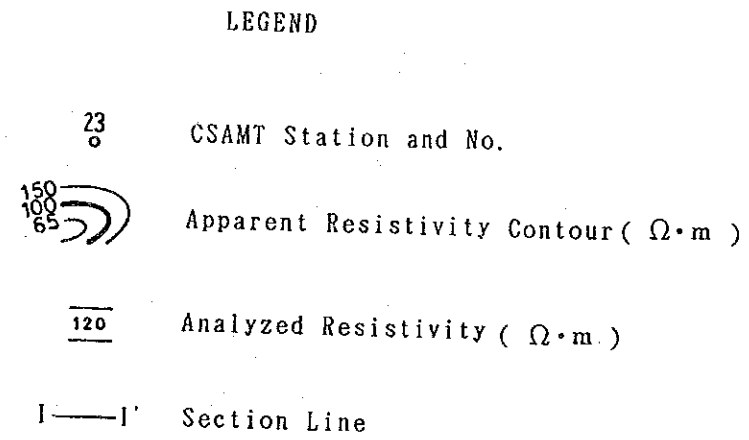 LEGEND
23
CSAMT Station and No.
150
100
65
Apparent Resistivity Contour ( Ω·m )
120
Analyzed Resistivity ( Ω·m )
I I' Section Line